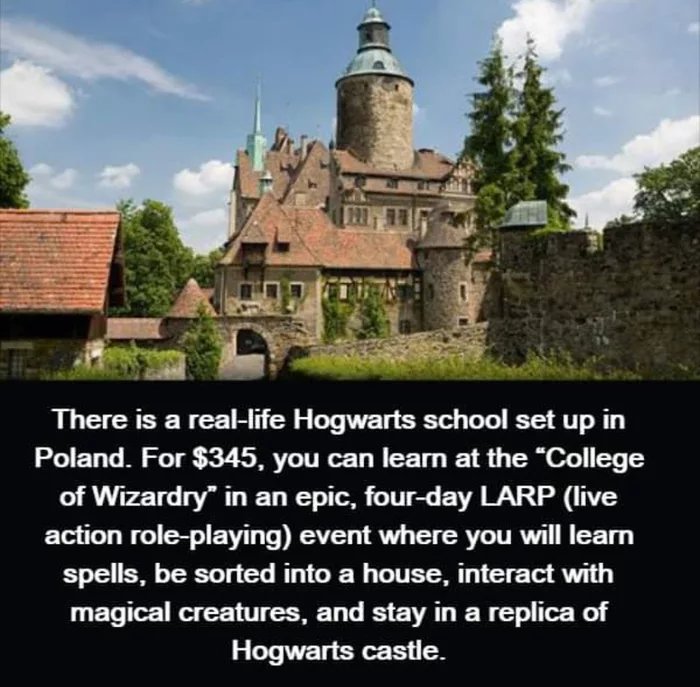 There is a real-life Hogwarts school set up in
Poland. For $345, you can learn at the “College
of Wizardry” in an epic, four-day LARP (live
action role-playing) event where you will learn
spells, be sorted into a house, interact with
magical creatures, and stay in a replica of
Hogwarts castle.